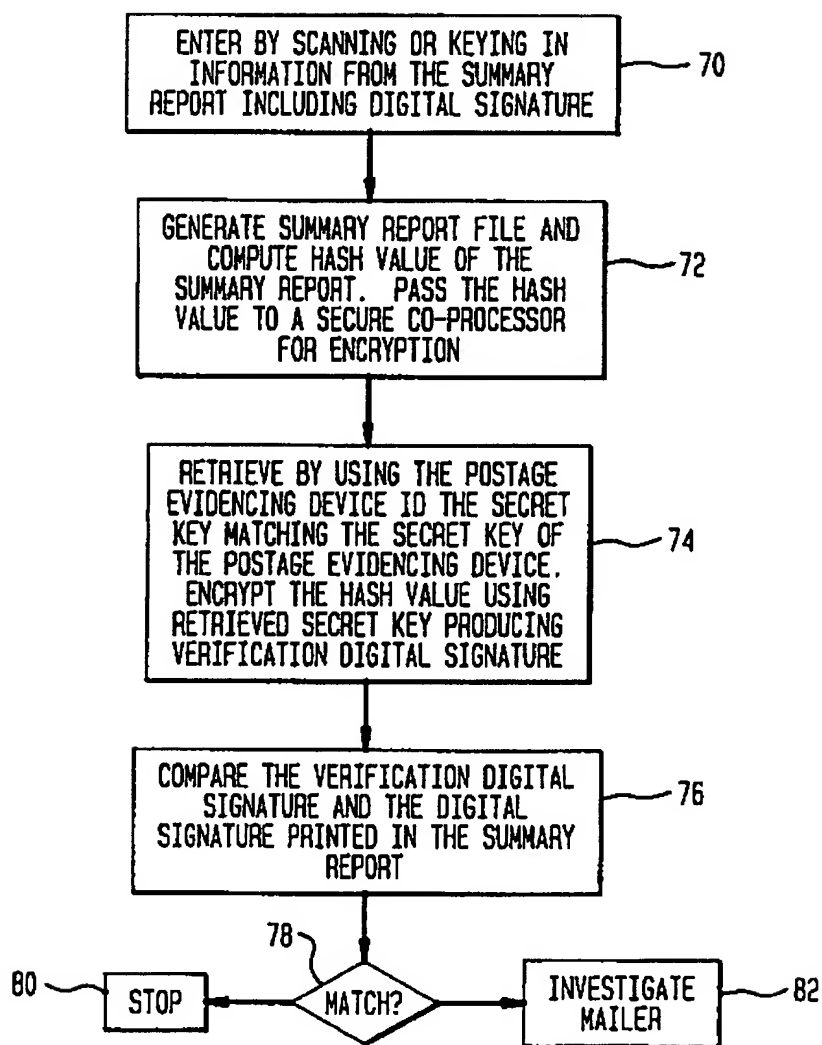 ENTER BY SCANNING OR KEYING IN
INFORMATION FROM THE SUMMARY
REPORT INCLUDING DIGITAL SIGNATURE
70
GENERATE SUMMARY REPORT FILE AND
COMPUTE HASH VALUE OF THE
SUMMARY REPORT. PASS THE HASH
VALUE TO A SECURE CO-PROCESSOR
FOR ENCRYPTION
72
RETRIEVE BY USING THE POSTAGE
EVIDENCING DEVICE ID THE SECRET
KEY MATCHING THE SECRET KEY OF
THE POSTAGE EVIDENCING DEVICE.
ENCRYPT THE HASH VALUE USING
RETRIEVED SECRET KEY PRODUCING
VERIFICATION DIGITAL SIGNATURE
74
COMPARE THE VERIFICATION DIGITAL
SIGNATURE AND THE DIGITAL
SIGNATURE PRINTED IN THE SUMMARY
REPORT
76
78
MATCH?
80
STOP
INVESTIGATE
MAILER
82